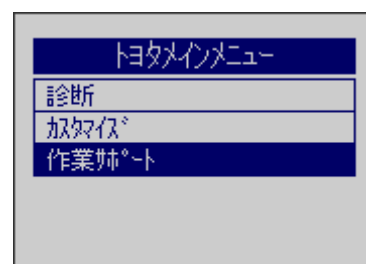 トヨタメインメニュー
診断
ｶｽﾀﾏｲｽﾞ
作業ｻﾎﾟｰﾄ